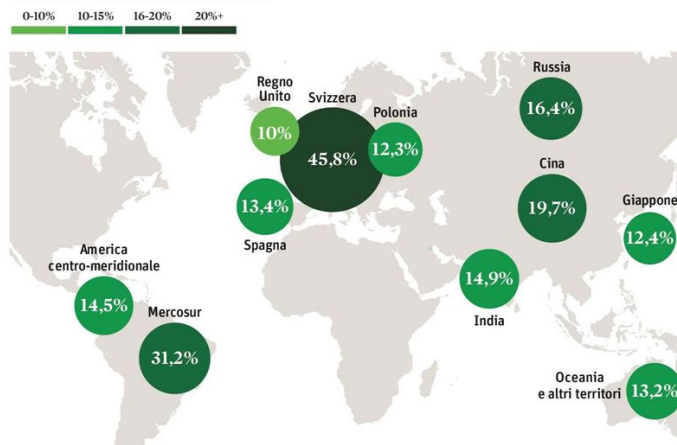 0-10% 10-15% 16-20% 20%+
Regno
Unito
10%
Svizzera
45,8%
Polonia
12,3%
Russia
16,4%
13,4%
Spagna
Cina
19,7%
Giappone
12,4%
America
centro-meridionale
14,5%
Mercosur
31,2%
14,9%
India
Oceania
e altri territori
13,2%